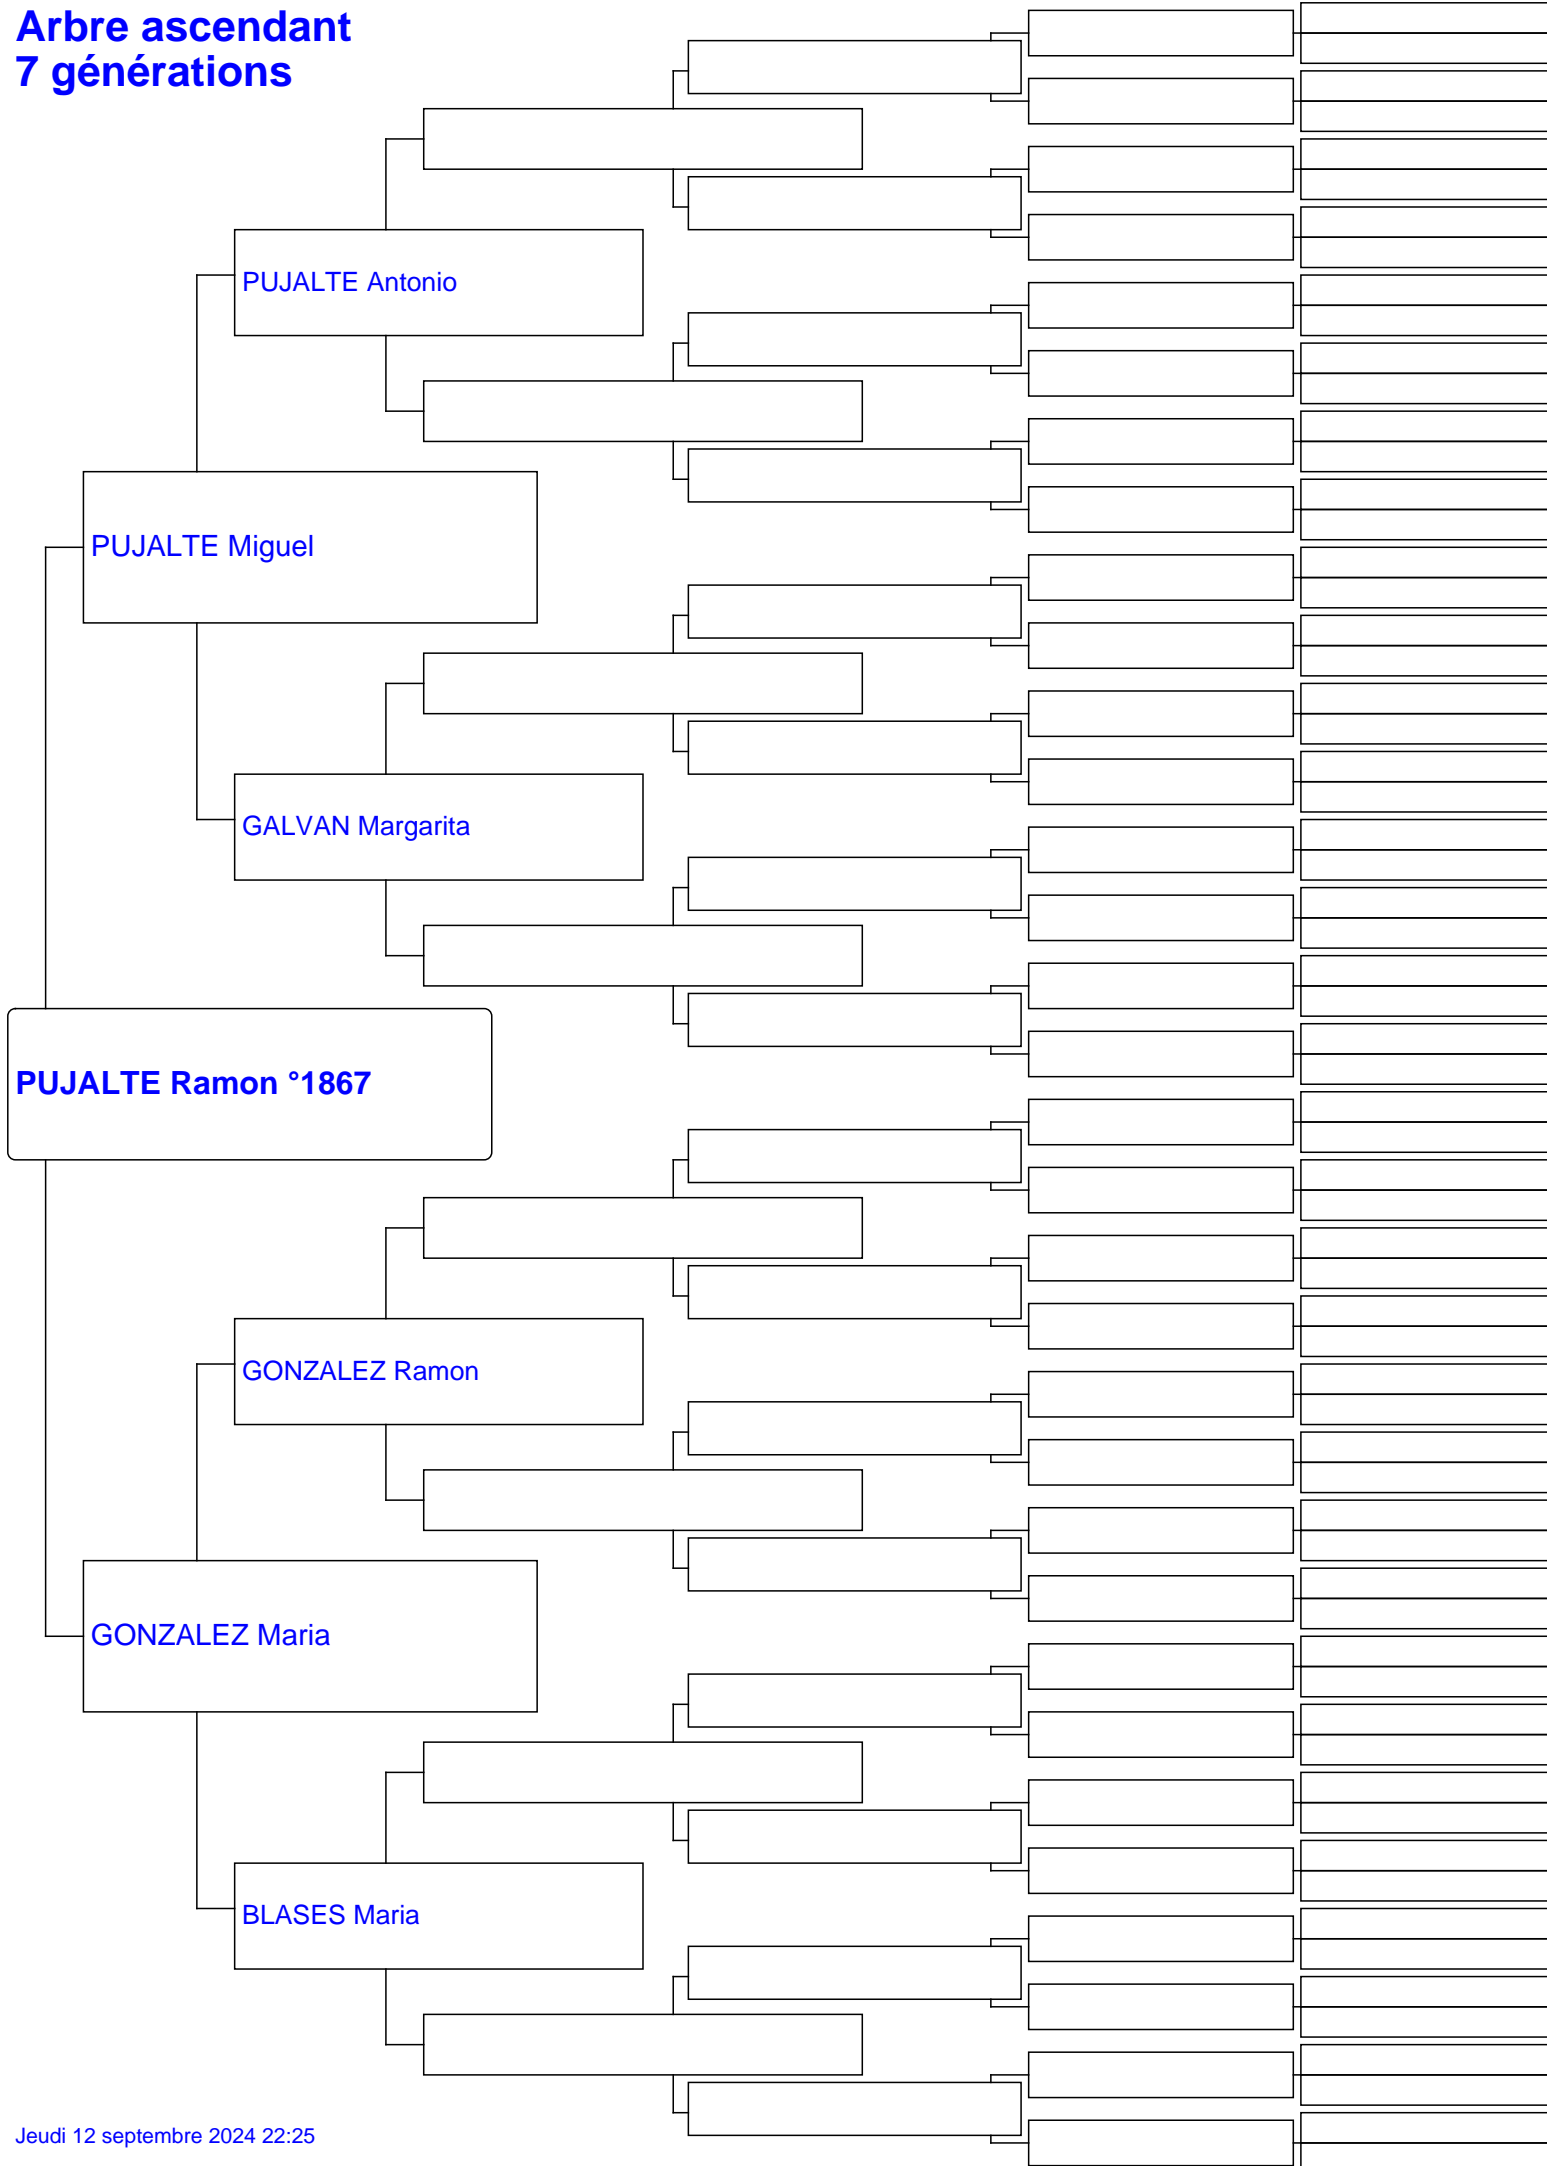 Arbre ascendant
7 générations
PUJALTE Antonio
PUJALTE Miguel
GALVAN Margarita
PUJALTE Ramon °1867
GONZALEZ Ramon
GONZALEZ Maria
BLASES Maria
Jeudi 12 septembre 2024 22:25